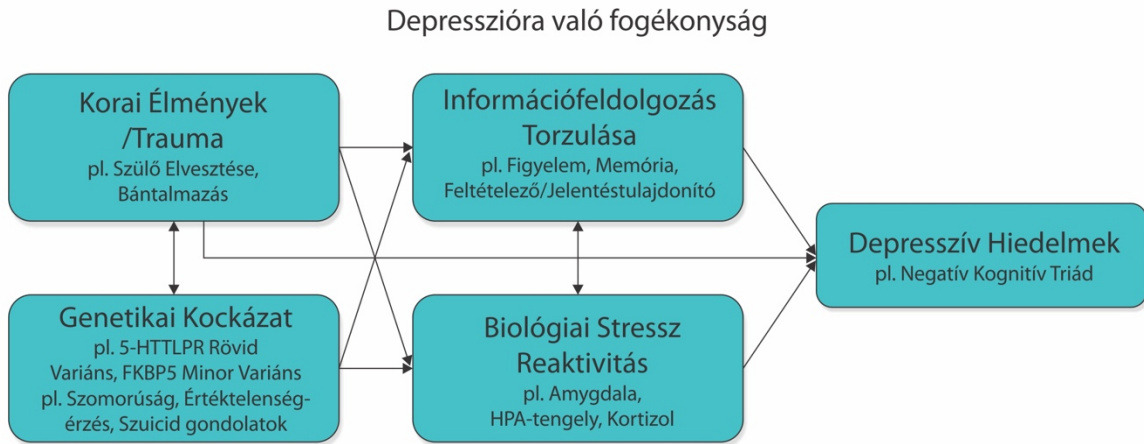 Depresszióra való fogékonyság
Korai Élmények
/Trauma
pl. Szülő Elvesztése,
Bántalmazás
Információfeldolgozás
Torzulása
pl. Figyelem, Memória,
Feltételező/Jelentéstulajdonító
Depresszív Hiedelmek
pl. Negatív Kognitív Triád
Genetikai Kockázat
pl. 5-HTTLPR Rövid
Variáns, FKBP5 Minor Variáns
pl. Szomorúság, Értéktelenség-
érzés, Szuicid gondolatok
Biológiai Stressz
Reaktivitás
pl. Amygdala,
HPA-tengely, Kortizol